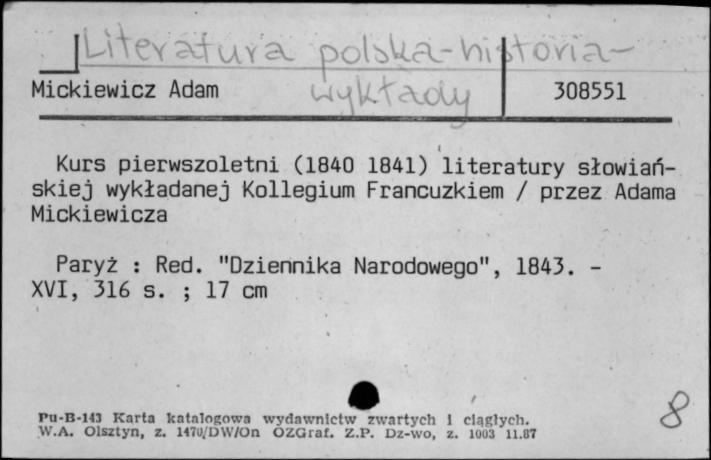 Literatura polska-historia-
wykłady
Mickiewicz Adam 308551
Kurs pierwszoletni (1840 1841) literatury słowiań-
skiej wykładanej Kollegium Francuzkiem / przez Adama
Mickiewicza
Paryż : Red. "Dziennika Narodowego", 1843. -
XVI, 316 s. ; 17 cm
Pu-B-143 Karta katalogowa wydawnictw zwartych i ciągłych.
W.A. Olsztyn, z. 1470/DW/On OZGraf. Z.P. Dz-wo, z. 1003 11.87
8